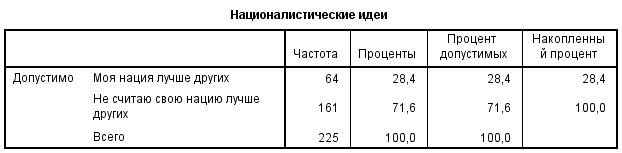 Националистические идеи
Частота Проценты Процент допустимых Накопленны й процент
Допустимо Моя нация лучше других 64 28,4 28,4 28,4
Не считаю свою нацию лучше других 161 71,6 71,6 100,0
Всего 225 100,0 100,0